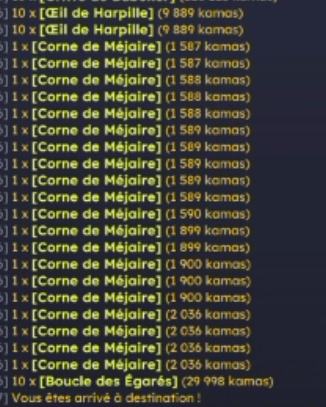 10 x [Œil de Harpille] (9 889 kamas)
10 x [Œil de Harpille] (9 889 kamas)
1 x [Corne de Méjaire] (1 587 kamas)
1 x [Corne de Méjaire] (1 587 kamas)
1 x [Corne de Méjaire] (1 588 kamas)
1 x [Corne de Méjaire] (1 588 kamas)
1 x [Corne de Méjaire] (1 588 kamas)
1 x [Corne de Méjaire] (1 589 kamas)
1 x [Corne de Méjaire] (1 589 kamas)
1 x [Corne de Méjaire] (1 589 kamas)
1 x [Corne de Méjaire] (1 589 kamas)
1 x [Corne de Méjaire] (1 589 kamas)
1 x [Corne de Méjaire] (1 590 kamas)
1 x [Corne de Méjaire] (1 899 kamas)
1 x [Corne de Méjaire] (1 899 kamas)
1 x [Corne de Méjaire] (1 900 kamas)
1 x [Corne de Méjaire] (1 900 kamas)
1 x [Corne de Méjaire] (1 900 kamas)
1 x [Corne de Méjaire] (2 036 kamas)
1 x [Corne de Méjaire] (2 036 kamas)
1 x [Corne de Méjaire] (2 036 kamas)
1 x [Corne de Méjaire] (2 036 kamas)
10 x [Boucle des Égarés] (29 998 kamas)
Vous êtes arrivé à destination !